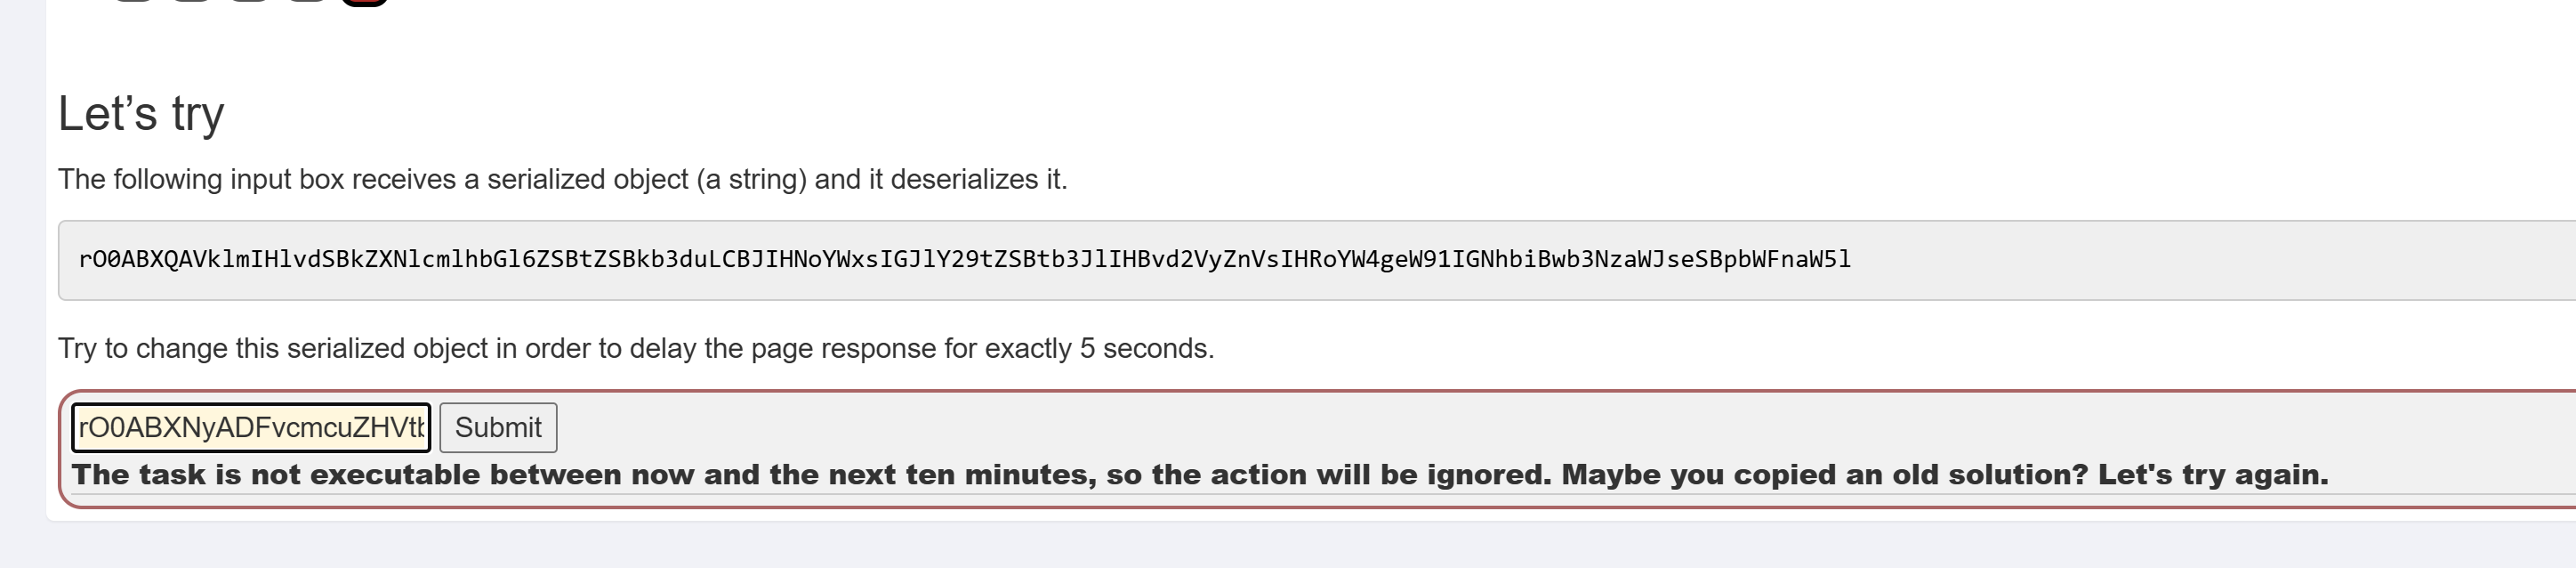 Let’s try
The following input box receives a serialized object (a string) and it deserializes it.
rO0ABXQAVklmIHlvdSBkZXNlcmlhbGl6ZSBtZSBkb3duLCBJIHNoYWxsIGJlY29tZSBtb3JlIHBvd2VyZnVsIHRoYW4geW91IGNhbiBwb3NzaWJseSBpbWFnaW5l
Try to change this serialized object in order to delay the page response for exactly 5 seconds.
rO0ABXNyADFvcmcuZHVt Submit
The task is not executable between now and the next ten minutes, so the action will be ignored. Maybe you copied an old solution? Let's try again.